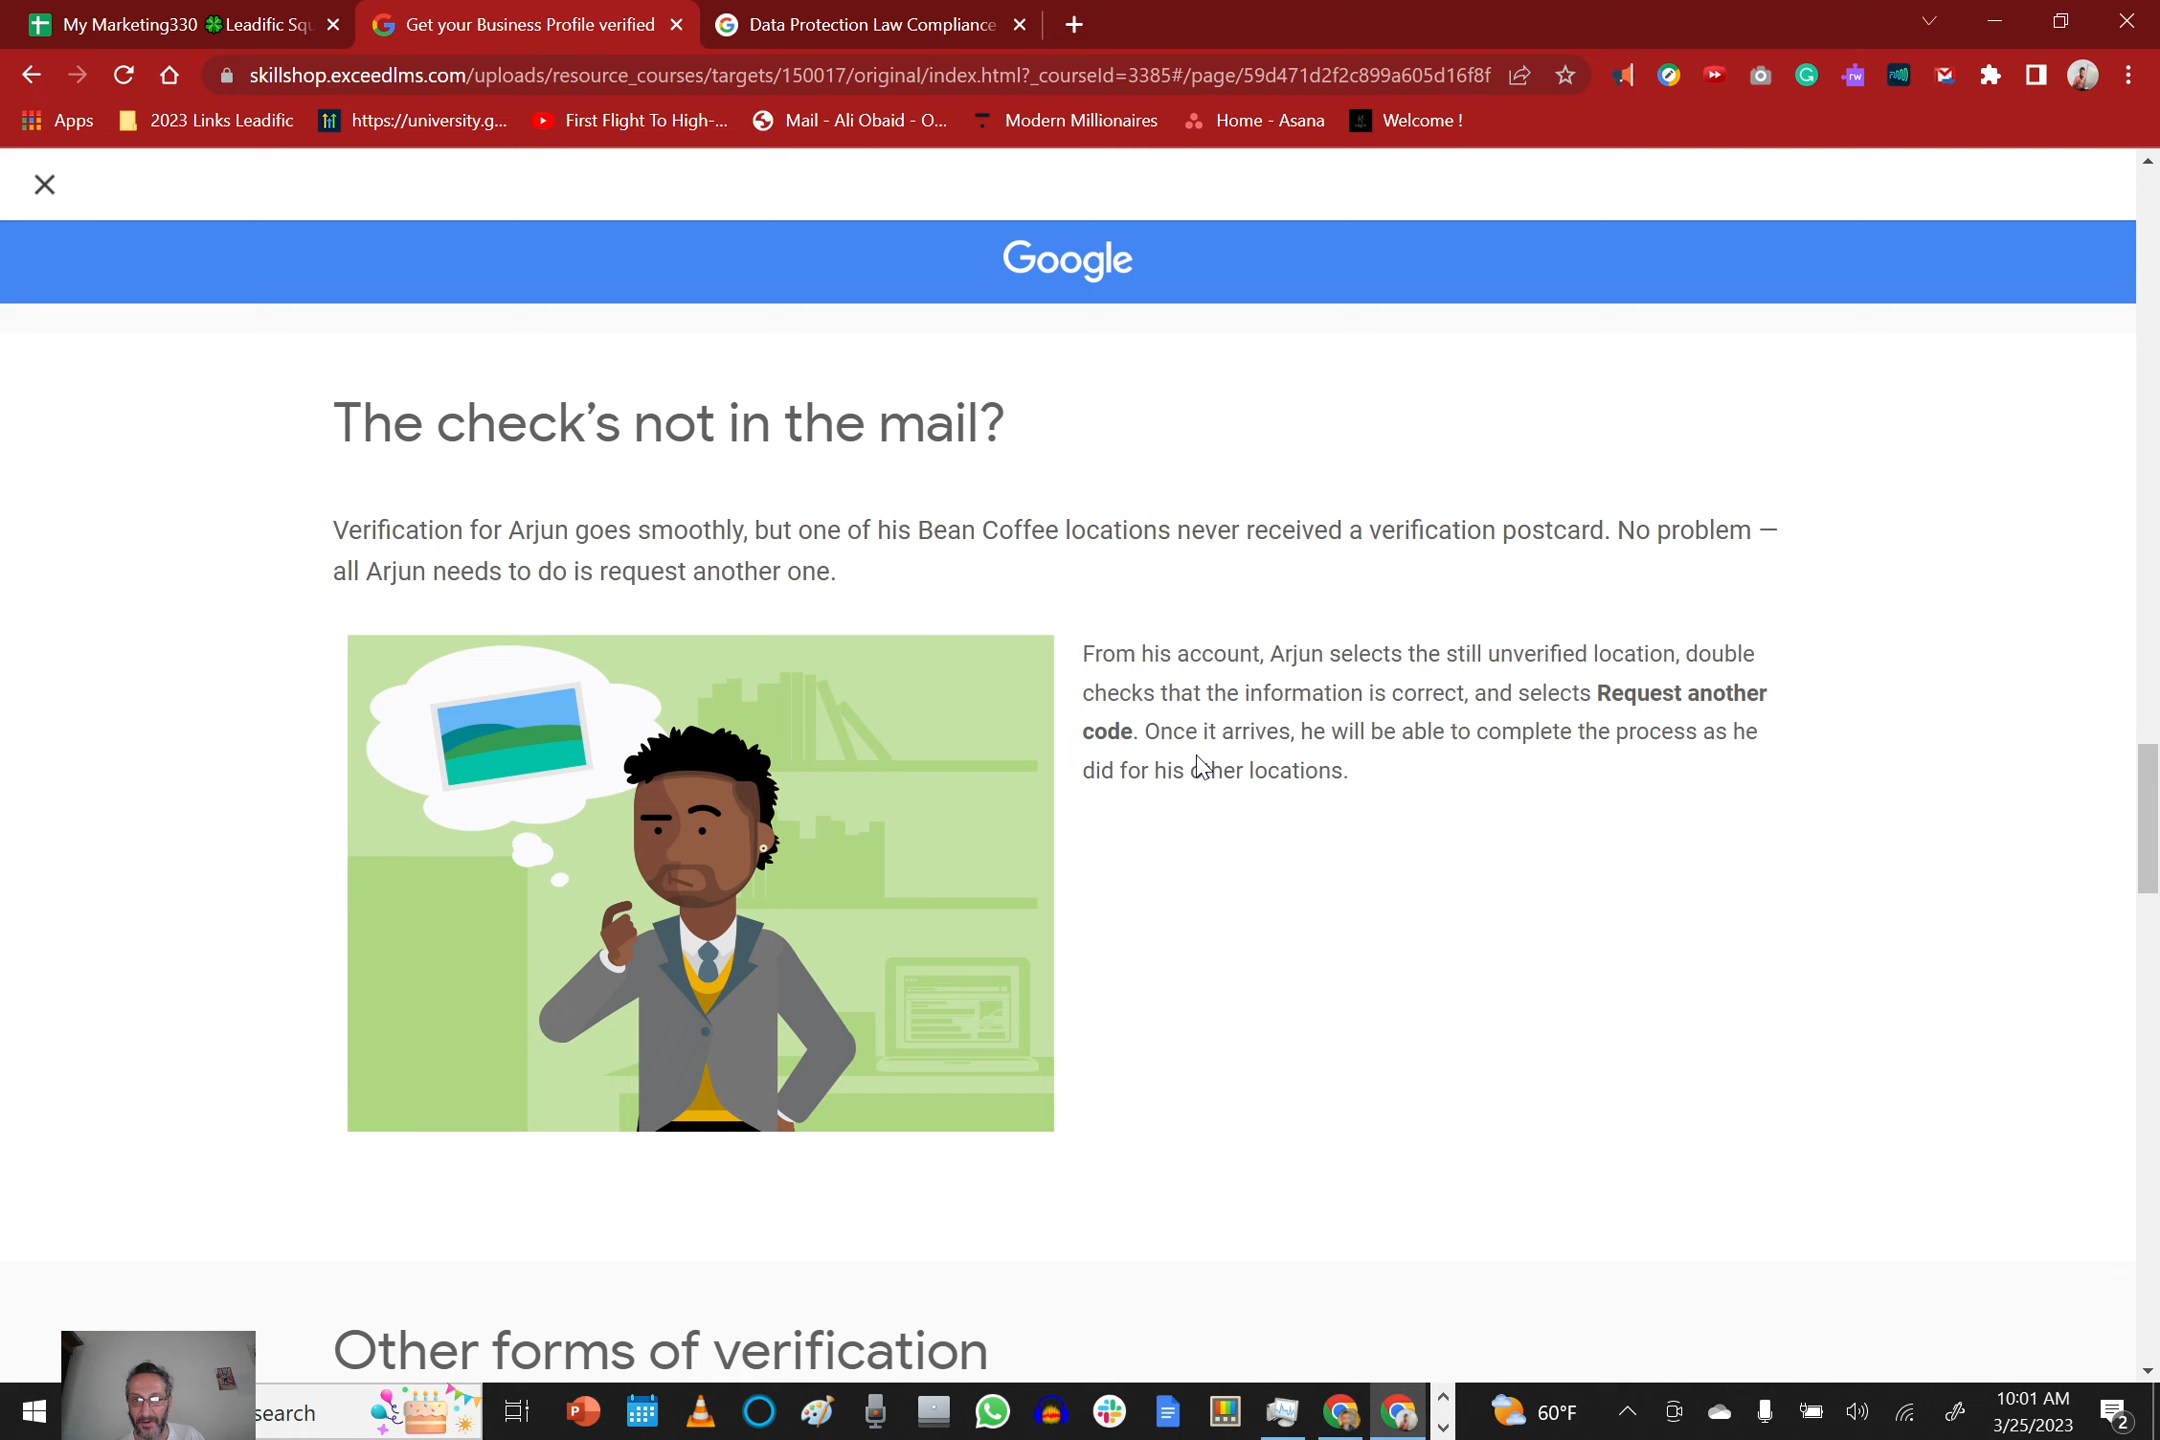 My Marketing330 🍀Leadific Squ
Get your Business Profile verified
Data Protection Law Compliance
skillshop.exceedlms.com/uploads/resource_courses/targets/150017/original/index.html?_courseId=3385#/page/59d471d2f2c899a605d16f8f
Apps
2023 Links Leadific
https://university.g...
First Flight To High-...
Mail - Ali Obaid - O...
Modern Millionaires
Home - Asana
Welcome !
Google
The check’s not in the mail?
Verification for Arjun goes smoothly, but one of his Bean Coffee locations never received a verification postcard. No problem —
all Arjun needs to do is request another one.
From his account, Arjun selects the still unverified location, double
checks that the information is correct, and selects Request another
code. Once it arrives, he will be able to complete the process as he
did for his other locations.
Other forms of verification
search
60°F
10:01 AM
3/25/2023
2